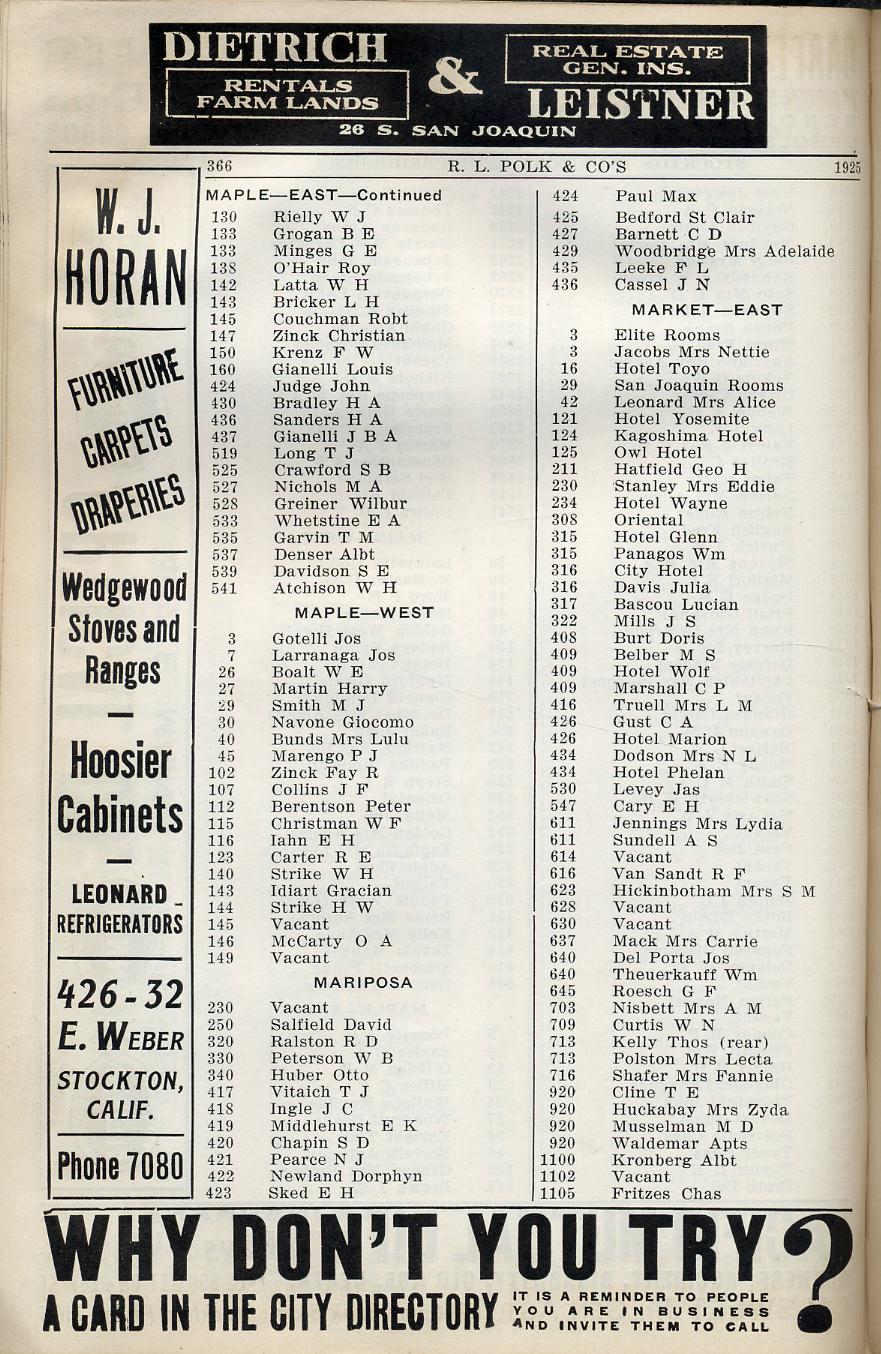 DIETRICH
RENTALS
FARM LANDS
&
REAL ESTATE
GEN. INS.
LEISTNER
26 S. SAN JOAQUIN
366 R. L. POLK & CO'S 1925
W. J.
HORAN
FURNITURE
CARPETS
DRAPERIES
Wedgewood
Stoves and
Ranges
—
Hoosier
Cabinets
—
LEONARD
REFRIGERATORS
426-32
E. WEBER
STOCKTON,
CALIF.
Phone 7080
MAPLE—EAST—Continued
130 Rielly W J
133 Grogan B E
133 Minges G E
138 O'Hair Roy
142 Latta W H
143 Bricker L H
145 Couchman Robt
147 Zinck Christian
150 Krenz F W
160 Gianelli Louis
424 Judge John
430 Bradley H A
436 Sanders H A
437 Gianelli J B A
519 Long T J
525 Crawford S B
527 Nichols M A
528 Greiner Wilbur
533 Whetstine E A
535 Garvin T M
537 Denser Albt
539 Davidson S E
541 Atchison W H
MAPLE—WEST
3 Gotelli Jos
7 Larranaga Jos
26 Boalt W E
27 Martin Harry
29 Smith M J
30 Navone Giocomo
40 Bunds Mrs Lulu
45 Marengo P J
102 Zinck Fay R
107 Collins J F
112 Berentson Peter
115 Christman W F
116 Iahn E H
123 Carter R E
140 Strike W H
143 Idiart Gracian
144 Strike H W
145 Vacant
146 McCarty O A
149 Vacant
MARIPOSA
230 Vacant
250 Salfield David
320 Ralston R D
330 Peterson W B
340 Huber Otto
417 Vitaich T J
418 Ingle J C
419 Middlehurst E K
420 Chapin S D
421 Pearce N J
422 Newland Dorphyn
423 Sked E H
424 Paul Max
425 Bedford St Clair
427 Barnett C D
429 Woodbridge Mrs Adelaide
435 Leeke F L
436 Cassel J N
MARKET—EAST
3 Elite Rooms
3 Jacobs Mrs Nettie
16 Hotel Toyo
29 San Joaquin Rooms
42 Leonard Mrs Alice
121 Hotel Yosemite
124 Kagoshima Hotel
125 Owl Hotel
211 Hatfield Geo H
230 Stanley Mrs Eddie
234 Hotel Wayne
308 Oriental
315 Hotel Glenn
315 Panagos Wm
316 City Hotel
316 Davis Julia
317 Bascou Lucian
322 Mills J S
408 Burt Doris
409 Belber M S
409 Hotel Wolf
409 Marshall C P
416 Truell Mrs L M
426 Gust C A
426 Hotel Marion
434 Dodson Mrs N L
434 Hotel Phelan
530 Levey Jas
547 Cary E H
611 Jennings Mrs Lydia
611 Sundell A S
614 Vacant
616 Van Sandt R F
623 Hickinbotham Mrs S M
628 Vacant
630 Vacant
637 Mack Mrs Carrie
640 Del Porta Jos
640 Theuerkauff Wm
645 Roesch G F
703 Nisbett Mrs A M
709 Curtis W N
713 Kelly Thos (rear)
713 Polston Mrs Lecta
716 Shafer Mrs Fannie
920 Cline T E
920 Huckabay Mrs Zyda
920 Musselman M D
920 Waldemar Apts
1100 Kronberg Albt
1102 Vacant
1105 Fritzes Chas
WHY DON'T YOU TRY?
A CARD IN THE CITY DIRECTORY
IT IS A REMINDER TO PEOPLE
YOU ARE IN BUSINESS
AND INVITE THEM TO CALL